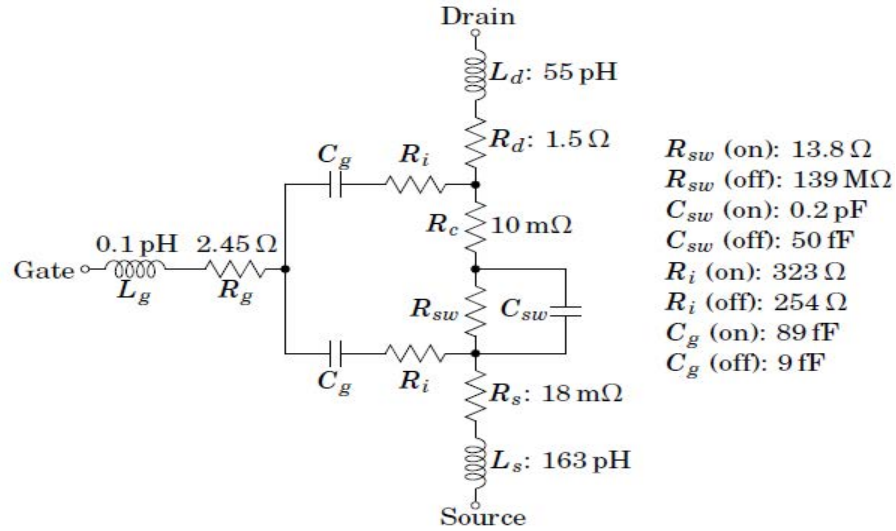 Drain
L_d: 55 pH
R_d: 1.5 Ω
C_g R_i
R_c 10 mΩ
0.1 pH 2.45 Ω
Gate
L_g R_g
R_sw C_sw
C_g R_i
R_s: 18 mΩ
L_s: 163 pH
Source
R_sw (on): 13.8 Ω
R_sw (off): 139 MΩ
C_sw (on): 0.2 pF
C_sw (off): 50 fF
R_i (on): 323 Ω
R_i (off): 254 Ω
C_g (on): 89 fF
C_g (off): 9 fF